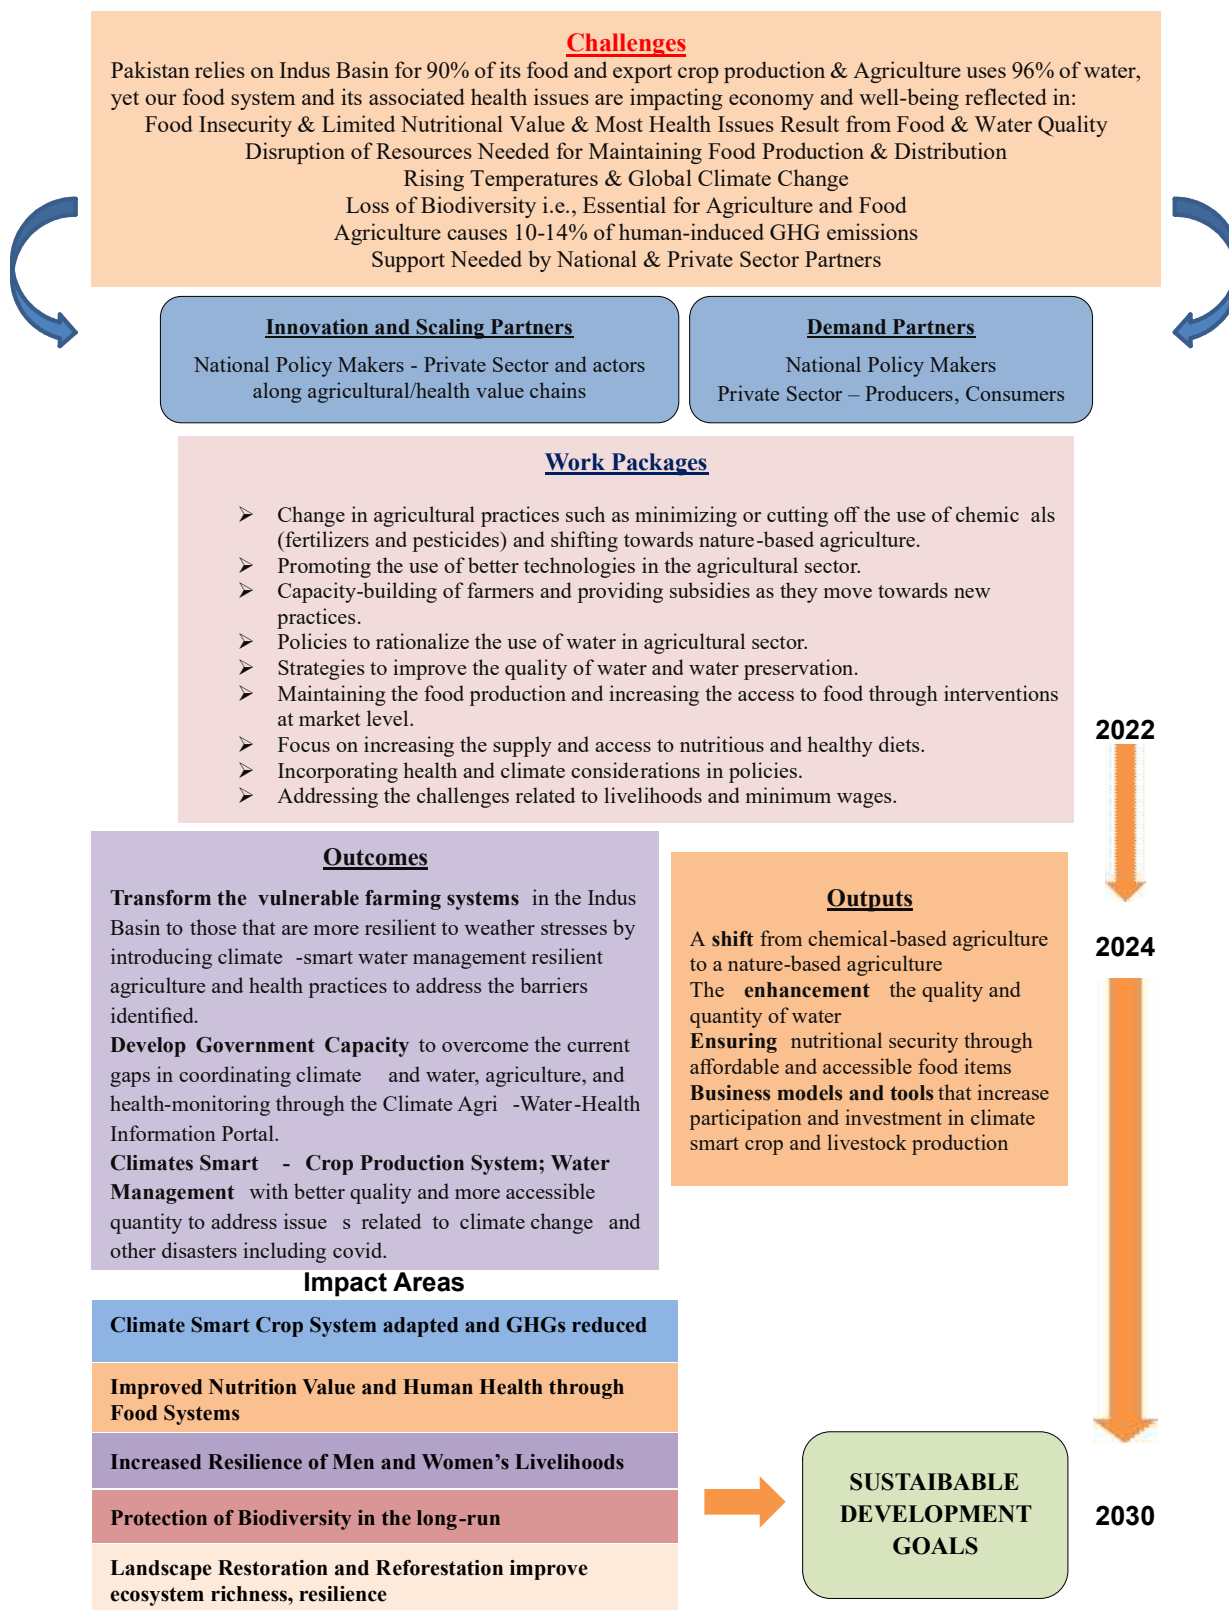 Challenges
Pakistan relies on Indus Basin for 90% of its food and export crop production & Agriculture uses 96% of water,
yet our food system and its associated health issues are impacting economy and well-being reflected in:
Food Insecurity & Limited Nutritional Value & Most Health Issues Result from Food & Water Quality
Disruption of Resources Needed for Maintaining Food Production & Distribution
Rising Temperatures & Global Climate Change
Loss of Biodiversity i.e., Essential for Agriculture and Food
Agriculture causes 10-14% of human-induced GHG emissions
Support Needed by National & Private Sector Partners
Innovation and Scaling Partners
National Policy Makers - Private Sector and actors
along agricultural/health value chains
Demand Partners
National Policy Makers
Private Sector – Producers, Consumers
Work Packages
➢ Change in agricultural practices such as minimizing or cutting off the use of chemic als
(fertilizers and pesticides) and shifting towards nature-based agriculture.
➢ Promoting the use of better technologies in the agricultural sector.
➢ Capacity-building of farmers and providing subsidies as they move towards new
practices.
➢ Policies to rationalize the use of water in agricultural sector.
➢ Strategies to improve the quality of water and water preservation.
➢ Maintaining the food production and increasing the access to food through interventions
at market level.
➢ Focus on increasing the supply and access to nutritious and healthy diets.
➢ Incorporating health and climate considerations in policies.
➢ Addressing the challenges related to livelihoods and minimum wages.
2022
Outcomes
Transform the vulnerable farming systems in the Indus
Basin to those that are more resilient to weather stresses by
introducing climate -smart water management resilient
agriculture and health practices to address the barriers
identified.
Develop Government Capacity to overcome the current
gaps in coordinating climate and water, agriculture, and
health-monitoring through the Climate Agri -Water-Health
Information Portal.
Climates Smart - Crop Production System; Water
Management with better quality and more accessible
quantity to address issue s related to climate change and
other disasters including covid.
Outputs
A shift from chemical-based agriculture
to a nature-based agriculture
The enhancement the quality and
quantity of water
Ensuring nutritional security through
affordable and accessible food items
Business models and tools that increase
participation and investment in climate
smart crop and livestock production
2024
Impact Areas
Climate Smart Crop System adapted and GHGs reduced
Improved Nutrition Value and Human Health through
Food Systems
Increased Resilience of Men and Women’s Livelihoods
Protection of Biodiversity in the long-run
Landscape Restoration and Reforestation improve
ecosystem richness, resilience
SUSTAIBABLE
DEVELOPMENT
GOALS
2030